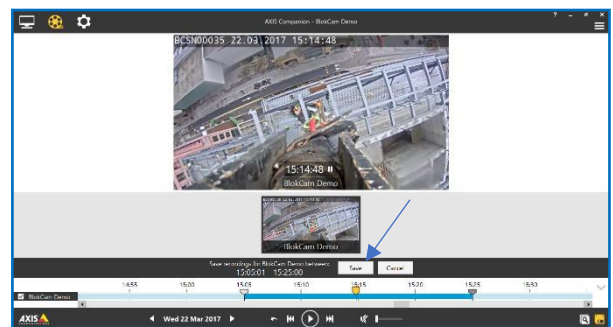 AXIS Companion - BlokCam Demo
BCSN00035 22.03.2017 15:14:48
15:14:48
BlokCam Demo
BlokCam Demo
Save recordings for BlokCam Demo between:
15:05:01 15:25:00
Save
Cancel
14:55 15:00 15:05 15:10 15:15 15:20 15:25 15:30
BlokCam Demo
AXIS
Wed 22 Mar 2017